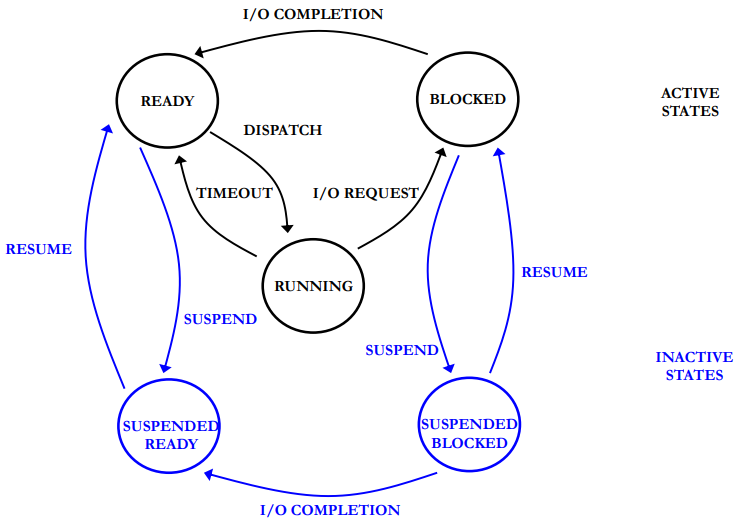 I/O COMPLETION
READY
BLOCKED
ACTIVE
STATES
DISPATCH
TIMEOUT
I/O REQUEST
RESUME
RUNNING
RESUME
SUSPEND
SUSPEND
INACTIVE
STATES
SUSPENDED
READY
SUSPENDED
BLOCKED
I/O COMPLETION